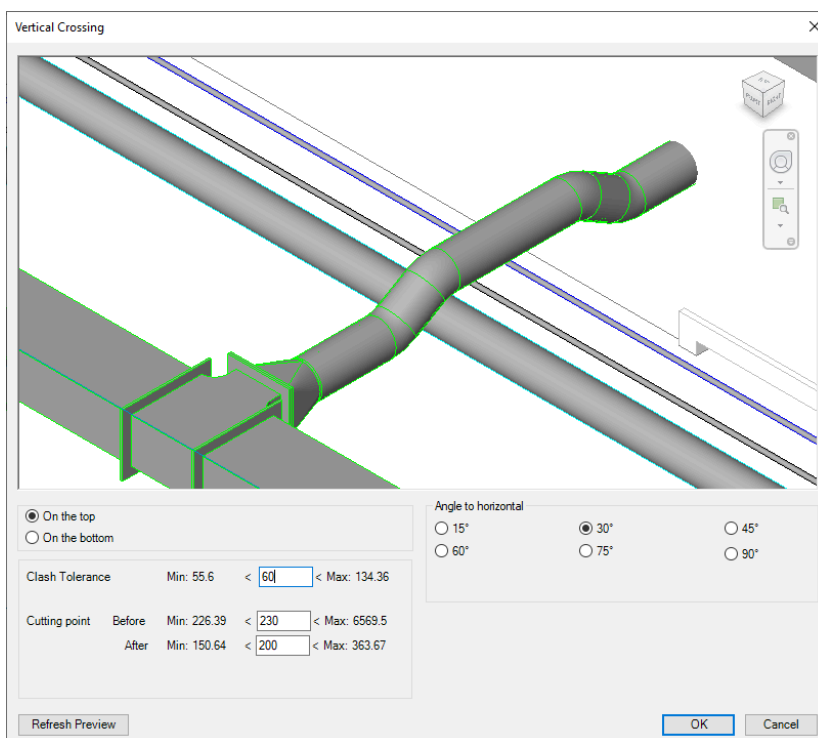 Vertical Crossing
On the top
On the bottom
Angle to horizontal
15° 30° 45°
60° 75° 90°
Clash Tolerance Min: 55.6 < 60 < Max: 134.36
Cutting point Before Min: 226.39 < 230 < Max: 6569.5
After Min: 150.64 < 200 < Max: 363.67
Refresh Preview OK Cancel